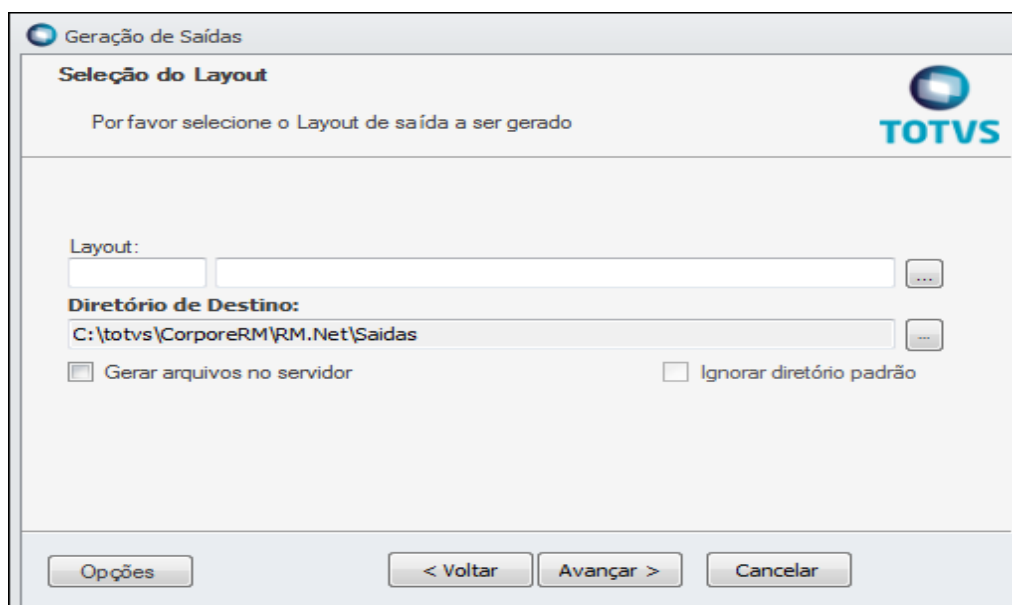 Geração de Saídas
Seleção do Layout
Por favor selecione o Layout de saída a ser gerado
TOTVS
Layout:
...
Diretório de Destino:
C:\totvs\CorporeRM\RM.Net\Saidas
...
Gerar arquivos no servidor
Ignorar diretório padrão
Opções
< Voltar
Avançar >
Cancelar